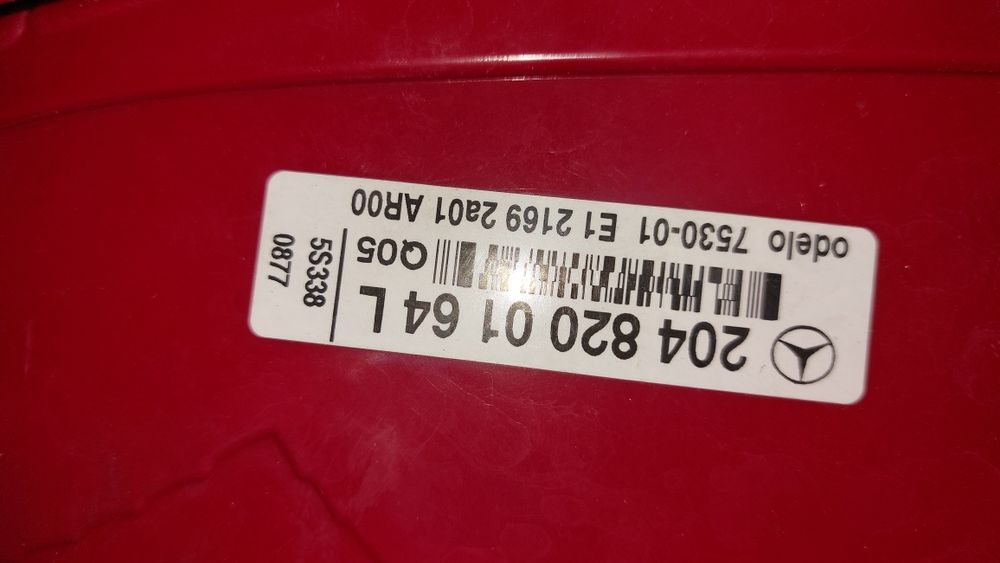 204 820 01 64 L
Q05
odelo 7530-01 E1 2169 2a01 AR00
5S338
0877